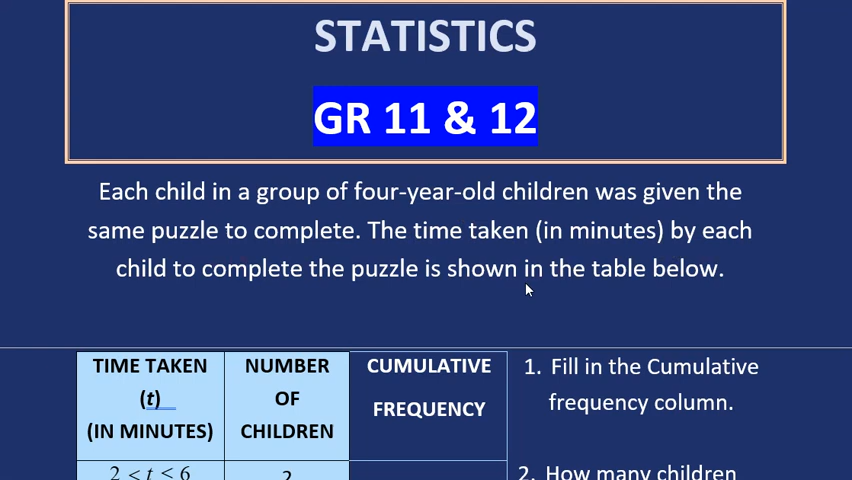 STATISTICS
GR 11 & 12
Each child in a group of four-year-old children was given the
same puzzle to complete. The time taken (in minutes) by each
child to complete the puzzle is shown in the table below.
TIME TAKEN
(t)
(IN MINUTES)
NUMBER
OF
CHILDREN
CUMULATIVE
FREQUENCY
2 < t ≤ 6
2
1. Fill in the Cumulative
frequency column.
2. How many children